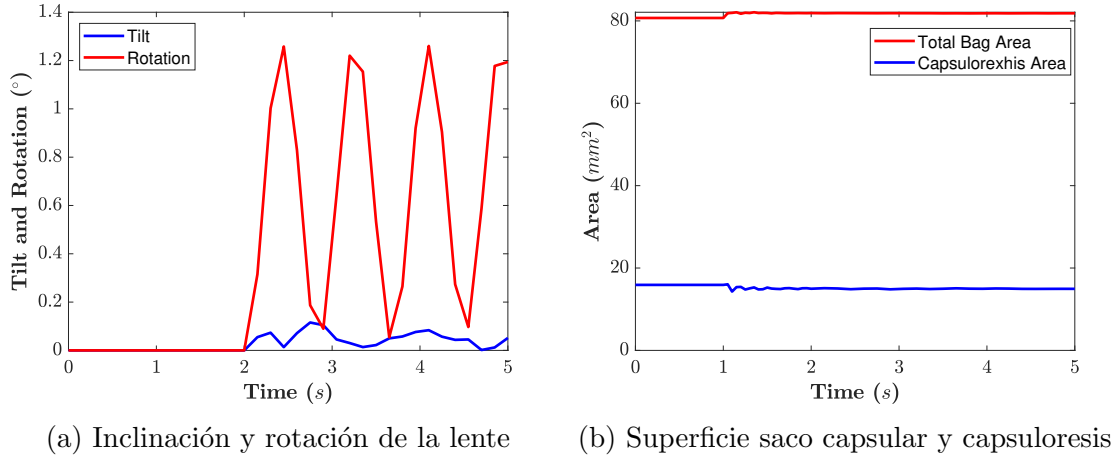 1.4
1.2
1
0.8
0.6
0.4
0.2
0
Tilt and Rotation (°)
Tilt
Rotation
0 1 2 3 4 5
Time (s)
(a) Inclinación y rotación de la lente
80
60
40
20
0
Area (mm²)
Total Bag Area
Capsulorexhis Area
0 1 2 3 4 5
Time (s)
(b) Superficie saco capsular y capsuloresis